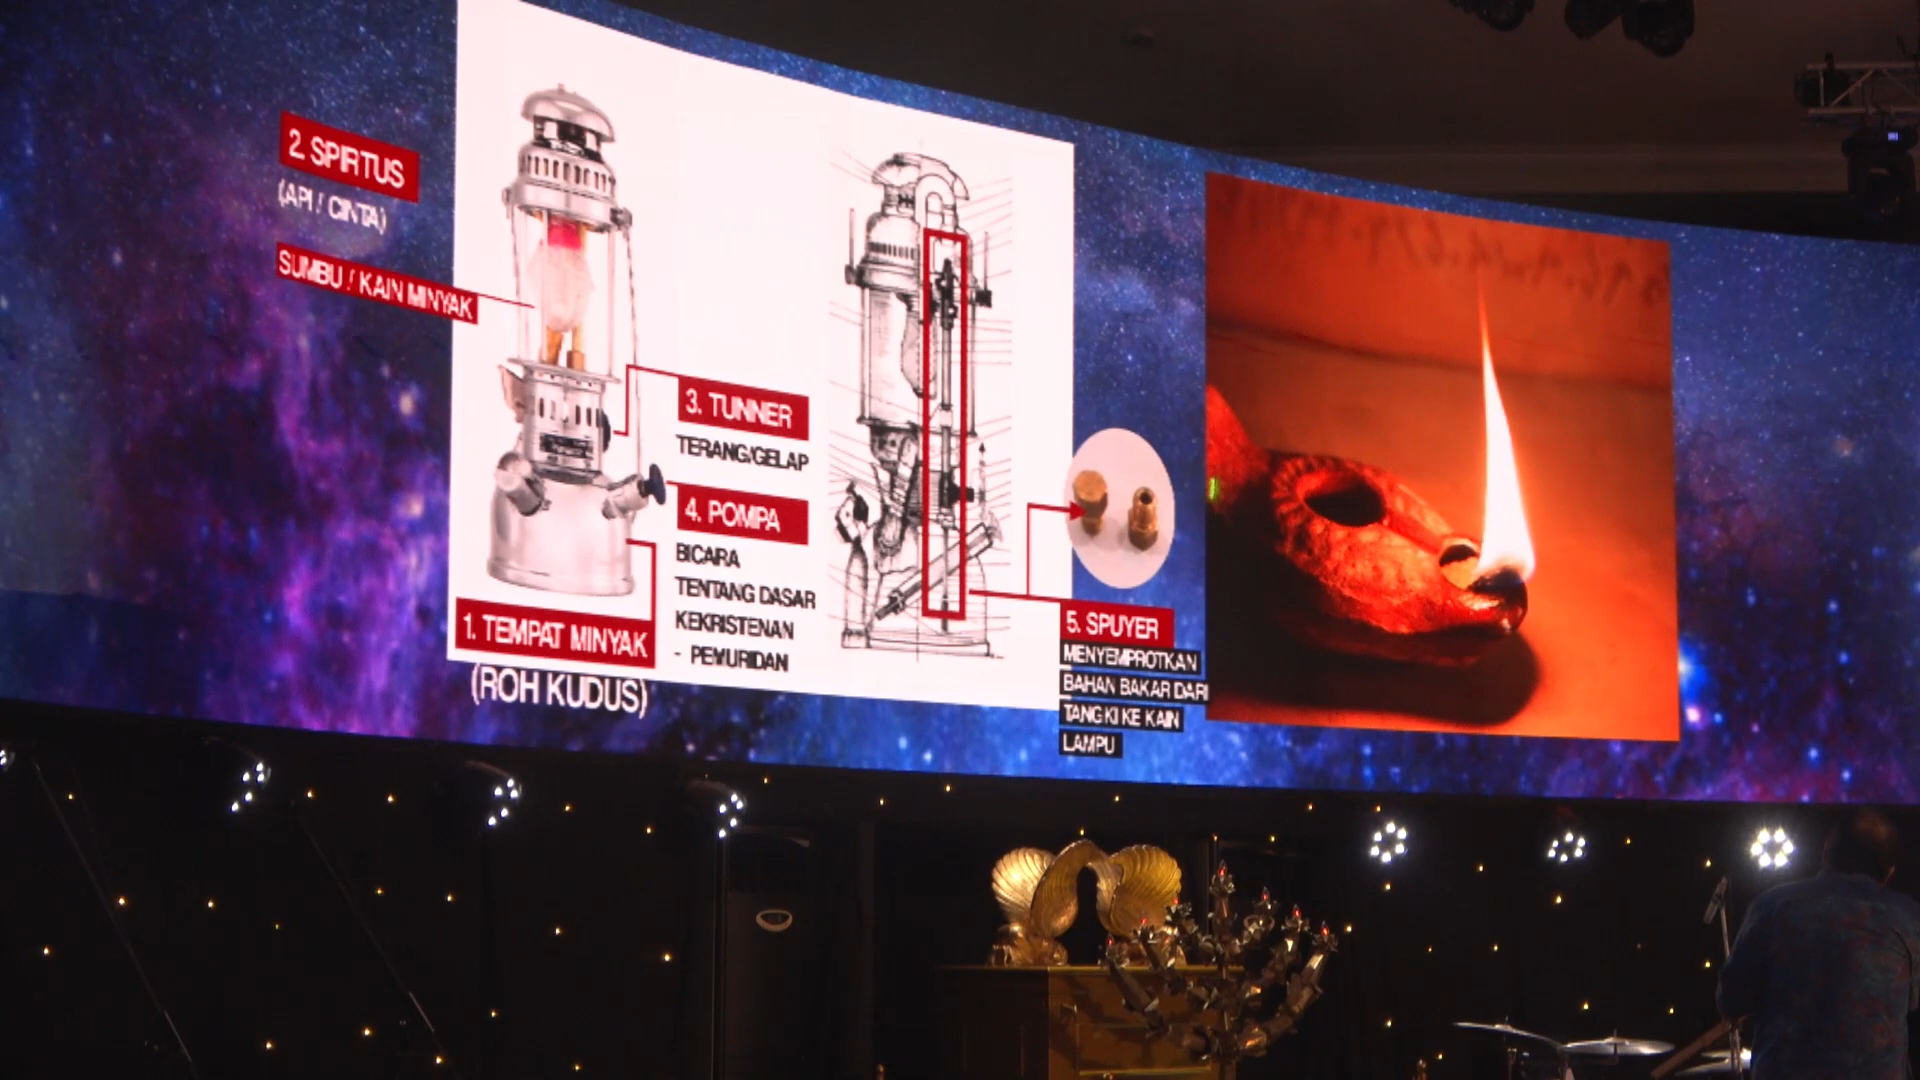 2. SPIRTUS
(API / CINTA)
SUMBU / KAIN MINYAK
3. TUNNER
TERANG/GELAP
4. POMPA
BICARA
TENTANG DASAR
KEKRISTENAN
- PEMURIDAN
1. TEMPAT MINYAK
(ROH KUDUS)
5. SPUYER
MENYEMPROTKAN
BAHAN BAKAR DARI
TANGKI KE KAIN
LAMPU